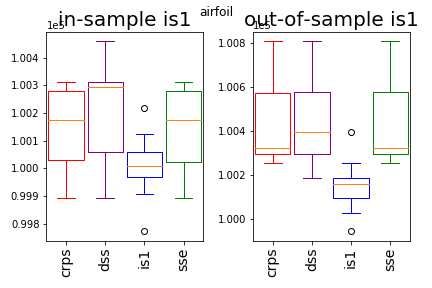 airfoil
in-sample is1
out-of-sample is1
1e5
1e5
1.004
1.003
1.002
1.001
1.000
0.999
0.998
crps
dss
is1
sse
1.008
1.006
1.004
1.002
1.000
crps
dss
is1
sse